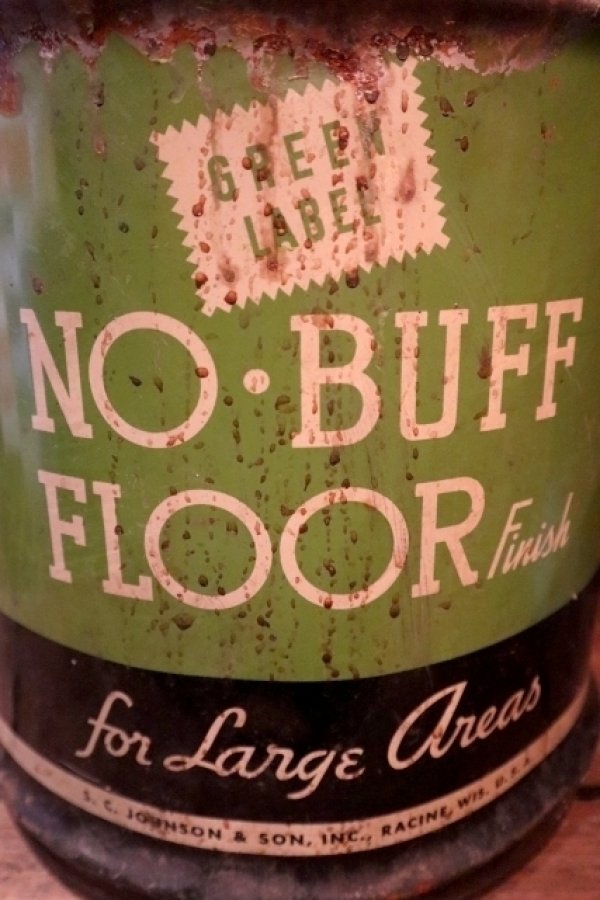 GREEN
LABEL
NO·BUFF
FLOOR Finish
for Large Areas
S. C. JOHNSON & SON, INC., RACINE, WIS. U.S.A.